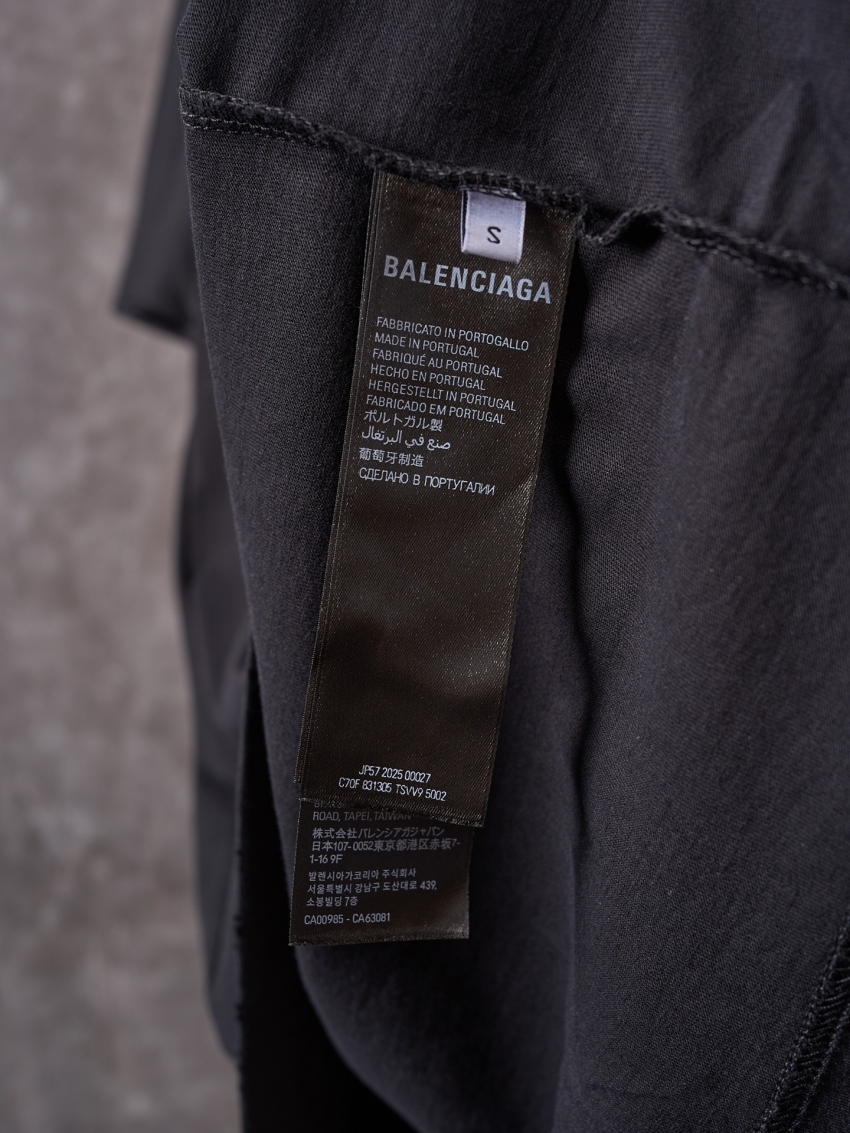 S
BALENCIAGA
FABBRICATO IN PORTOGALLO
MADE IN PORTUGAL
FABRIQUÉ AU PORTUGAL
HECHO EN PORTUGAL
HERGESTELLT IN PORTUGAL
FABRICADO EM PORTUGAL
ポルトガル製
صنع في البرتغال
葡萄牙制造
СДЕЛАНО В ПОРТУГАЛИИ
JP57 2025 00027
C70F 831305 TSVV9 5002
ROAD, TAPEI, TAIWAN
株式会社バレンシアガジャパン
日本107-0052東京都港区赤坂7-
1-16 9F
발렌시아가코리아 주식회사
서울특별시 강남구 도산대로 439,
소봉빌딩 7층
CA00985 - CA63081